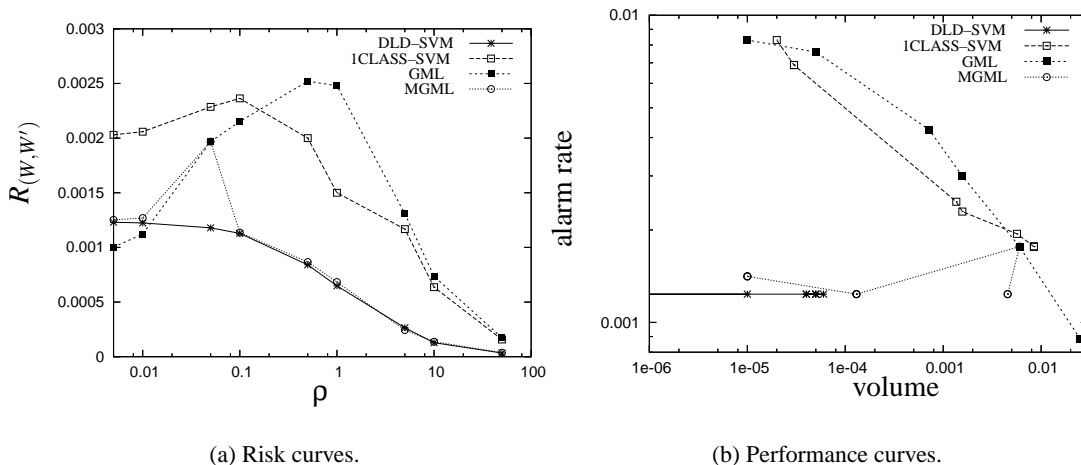 0.003
0.0025
0.002
0.0015
0.001
0.0005
0
R(W,W')
DLD−SVM
1CLASS−SVM
GML
MGML
0.01
0.1
1
10
100
ρ
(a) Risk curves.
0.01
0.001
alarm rate
DLD−SVM
1CLASS−SVM
GML
MGML
1e-06
1e-05
1e-04
0.001
0.01
volume
(b) Performance curves.